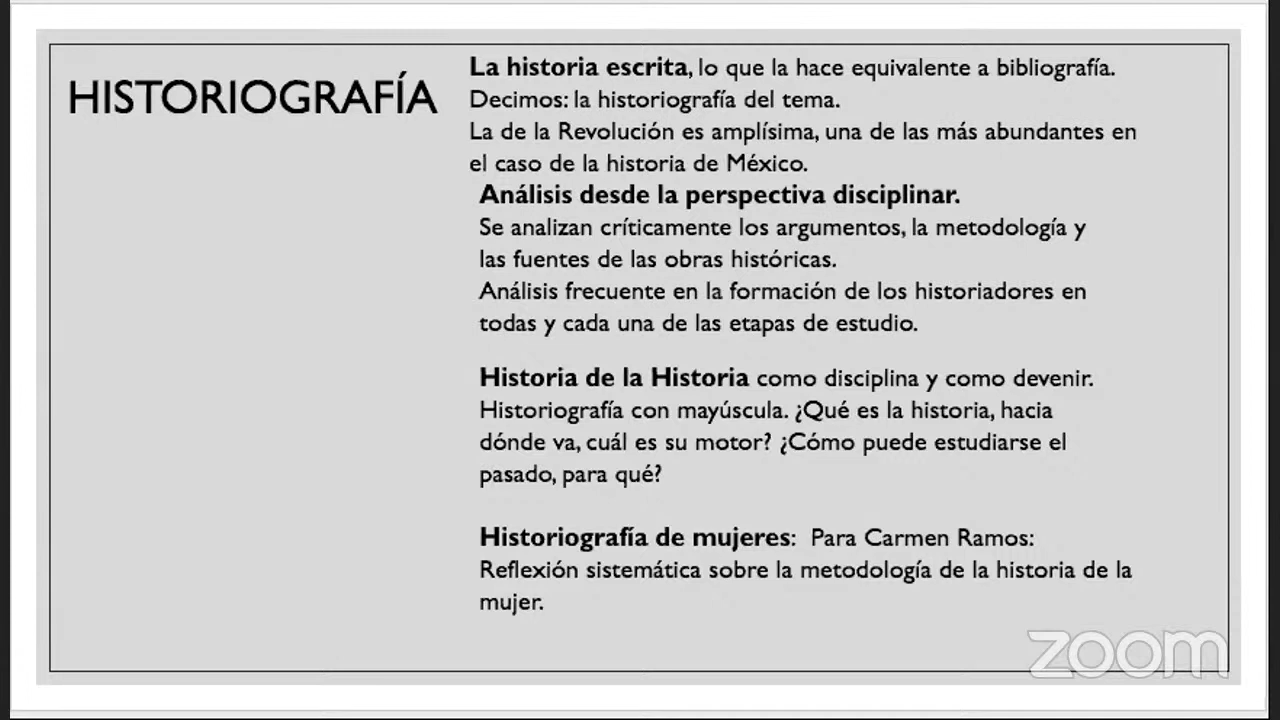 HISTORIOGRAFÍA
La historia escrita, lo que la hace equivalente a bibliografía.
Decimos: la historiografía del tema.
La de la Revolución es amplísima, una de las más abundantes en
el caso de la historia de México.
Análisis desde la perspectiva disciplinar.
Se analizan críticamente los argumentos, la metodología y
las fuentes de las obras históricas.
Análisis frecuente en la formación de los historiadores en
todas y cada una de las etapas de estudio.
Historia de la Historia como disciplina y como devenir.
Historiografía con mayúscula. ¿Qué es la historia, hacia
dónde va, cuál es su motor? ¿Cómo puede estudiarse el
pasado, para qué?
Historiografía de mujeres: Para Carmen Ramos:
Reflexión sistemática sobre la metodología de la historia de la
mujer.
zoom